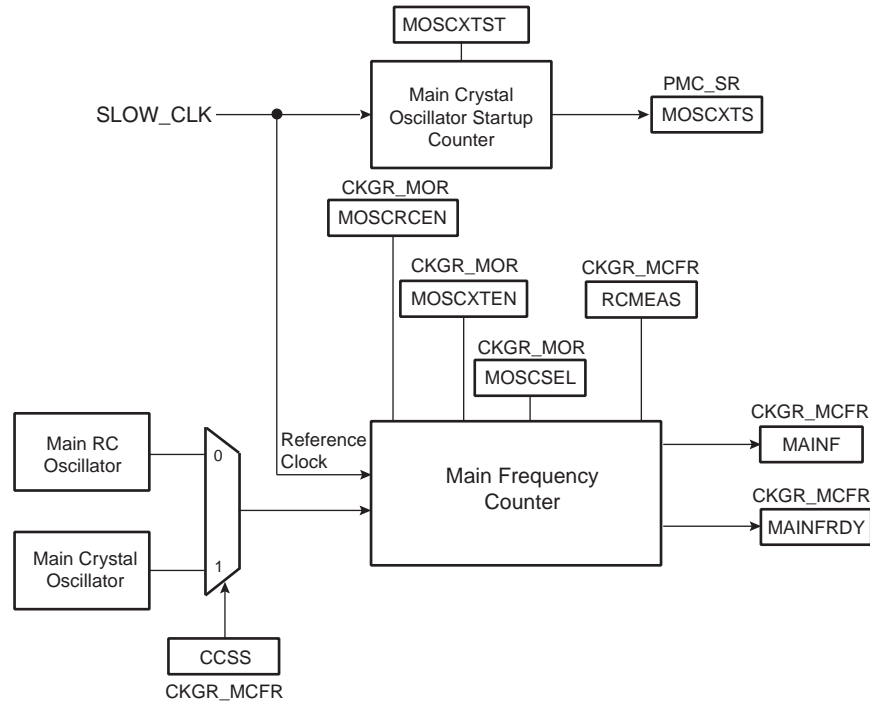 MOSCXTST
Main Crystal
Oscillator Startup
Counter
PMC_SR
MOSCXTS
SLOW_CLK
CKGR_MOR
MOSCRCEN
CKGR_MOR
MOSCXTEN
CKGR_MCFR
RCMEAS
CKGR_MOR
MOSCSEL
Main RC
Oscillator
0
Reference
Clock
Main Frequency
Counter
CKGR_MCFR
MAINF
CKGR_MCFR
MAINFRDY
Main Crystal
Oscillator
1
CCSS
CKGR_MCFR